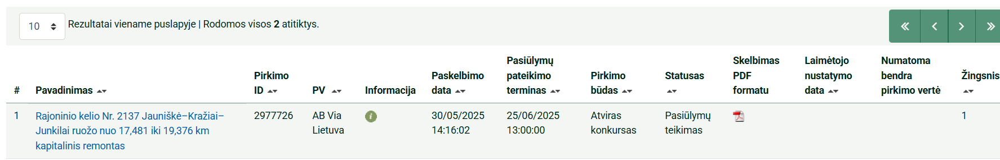 10 Rezultatai viename puslapyje | Rodomos visos 2 atitiktys.
# Pavadinimas Pirkimo ID PV Informacija Paskelbimo data Pasiūlymų pateikimo terminas Pirkimo būdas Statusas Skelbimas PDF formatu Laimėtojo nustatymo data Numatoma bendra pirkimo vertė Žingsnis
1 Rajoninio kelio Nr. 2137 Jauniškė–Kražiai– 2977726 AB Via 30/05/2025 25/06/2025 Atviras Pasiūlymų 1
Junkilai ruožo nuo 17,481 iki 19,376 km Lietuva 14:16:02 13:00:00 konkursas teikimas
kapitalinis remontas